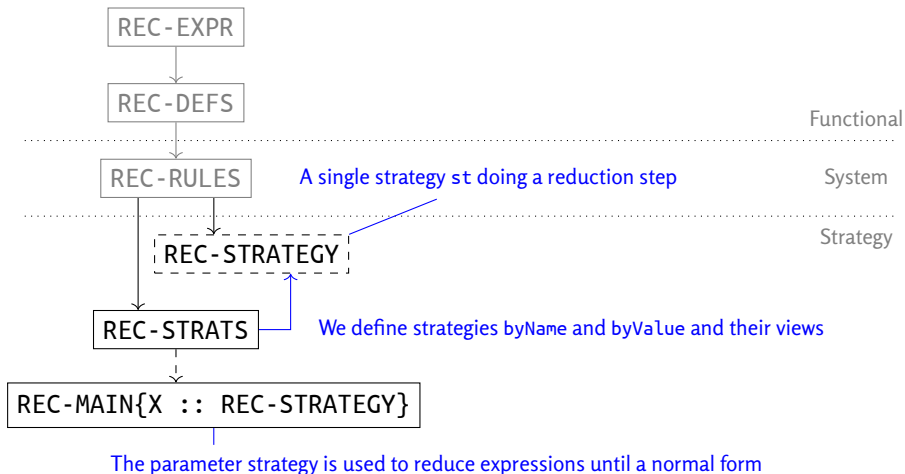 REC-EXPR
REC-DEFS
Functional
REC-RULES
A single strategy st doing a reduction step
System
Strategy
REC-STRATEGY
REC-STRATS
We define strategies byName and byValue and their views
REC-MAIN{X :: REC-STRATEGY}
The parameter strategy is used to reduce expressions until a normal form